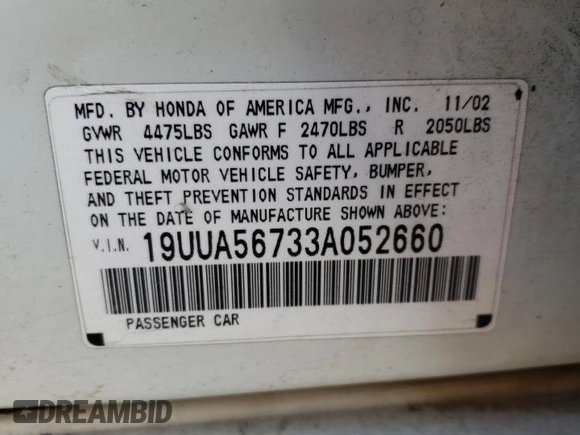 MFD. BY HONDA OF AMERICA MFG., INC. 11/02
GVWR 4475LBS GAWR F 2470LBS R 2050LBS
THIS VEHICLE CONFORMS TO ALL APPLICABLE
FEDERAL MOTOR VEHICLE SAFETY, BUMPER,
AND THEFT PREVENTION STANDARDS IN EFFECT
ON THE DATE OF MANUFACTURE SHOWN ABOVE:
V.I.N. 19UUA56733A052660
PASSENGER CAR
DREAMBID